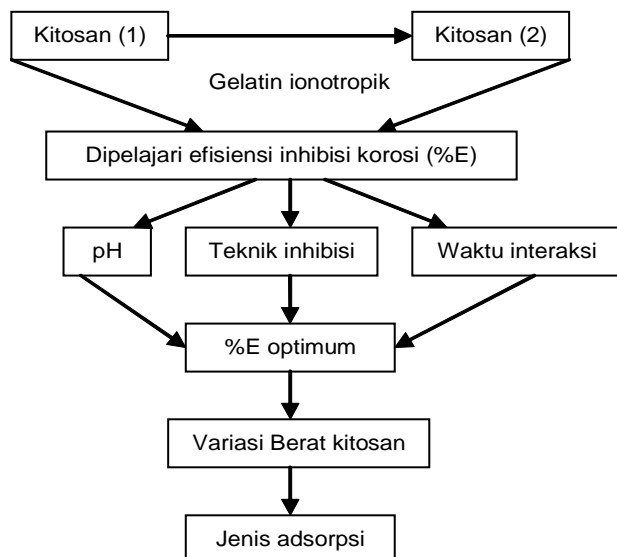 Kitosan (1)
Kitosan (2)
Gelatin ionotropik
Dipelajari efisiensi inhibisi korosi (%E)
pH
Teknik inhibisi
Waktu interaksi
%E optimum
Variasi Berat kitosan
Jenis adsorpsi